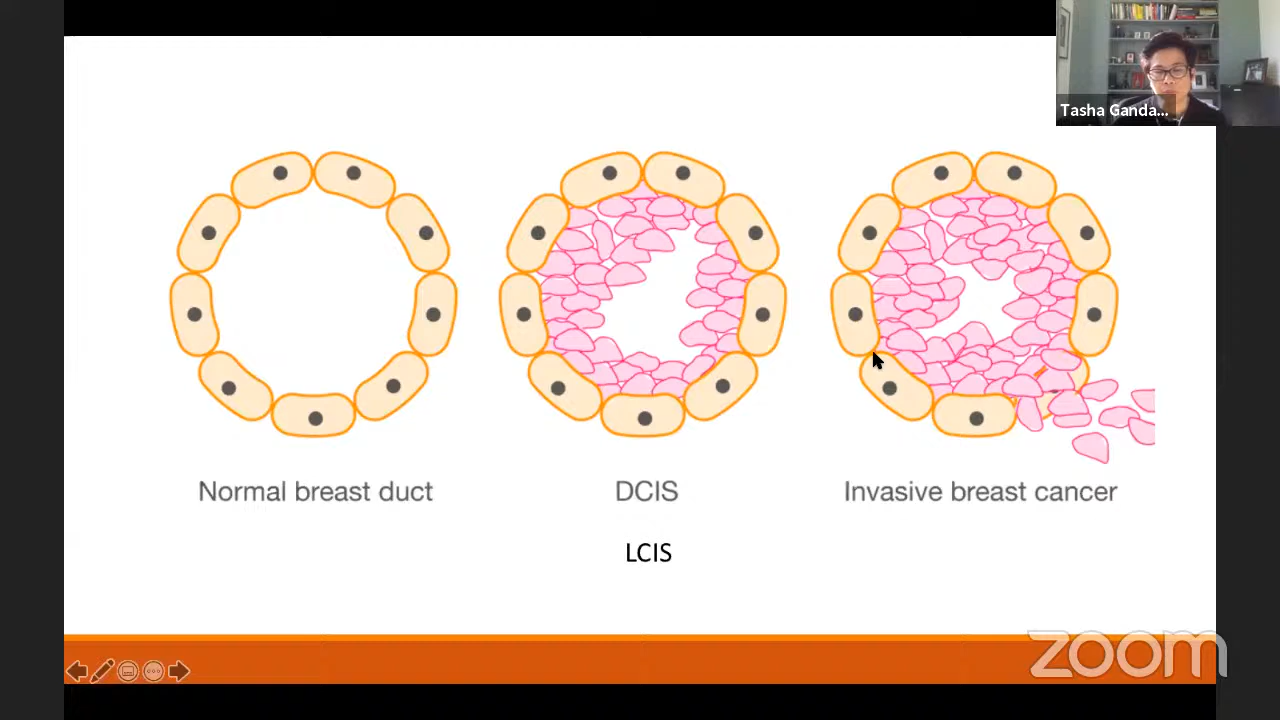 Tasha Ganda...
Normal breast duct
DCIS
Invasive breast cancer
LCIS
zoom